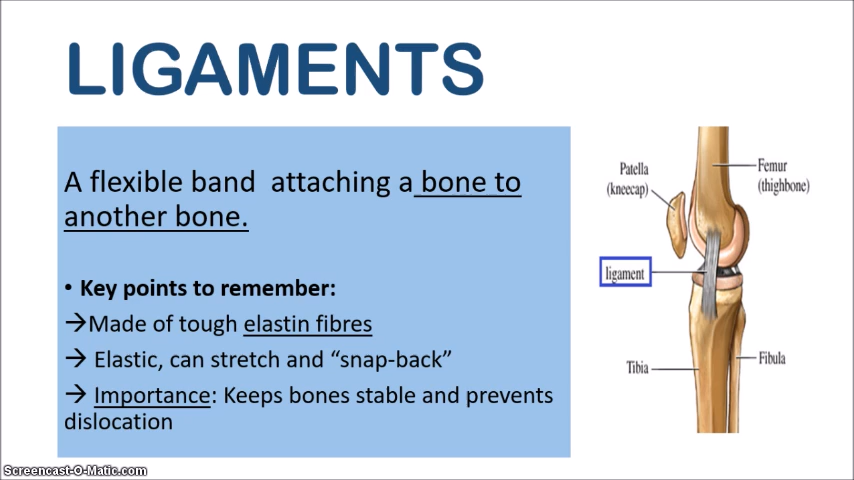 LIGAMENTS
A flexible band  attaching a bone to
another bone.
• Key points to remember:
→Made of tough elastin fibres
→ Elastic, can stretch and “snap-back”
→ Importance: Keeps bones stable and prevents
dislocation
Patella
(kneecap)
Femur
(thighbone)
ligament
Tibia
Fibula
Screencast-O-Matic.com